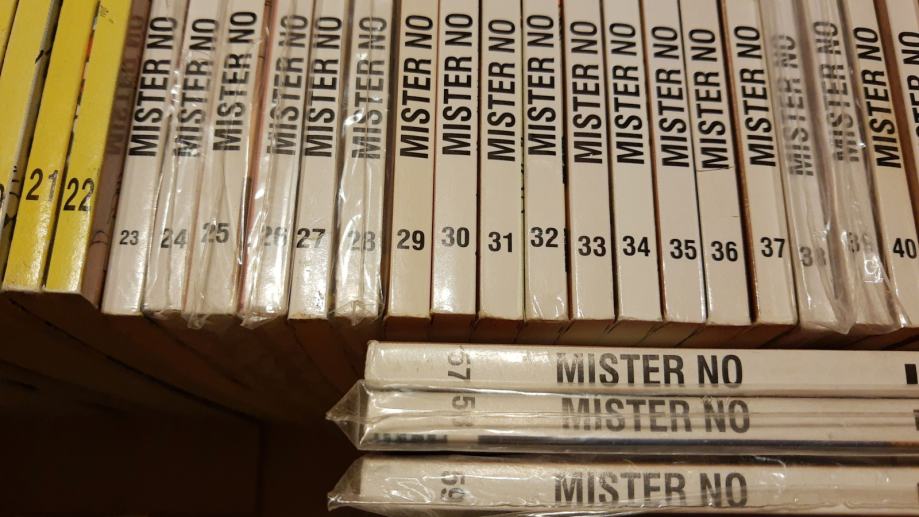 21
22
MISTER NO 23
MISTER NO 24
MISTER NO 25
MISTER NO 26
MISTER NO 27
MISTER NO 28
MISTER NO 29
MISTER NO 30
MISTER NO 31
MISTER NO 32
MISTER NO 33
MISTER NO 34
MISTER NO 35
MISTER NO 36
MISTER NO 37
MISTER NO 38
MISTER NO 39
MISTER NO 40
57 MISTER NO
58 MISTER NO
59 MISTER NO